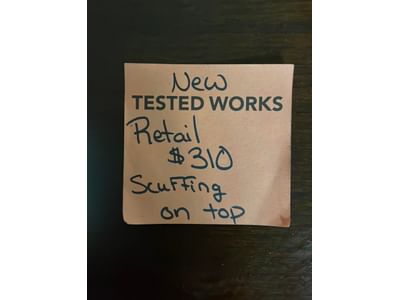 New
TESTED WORKS
Retail
$310
Scuffing
on top